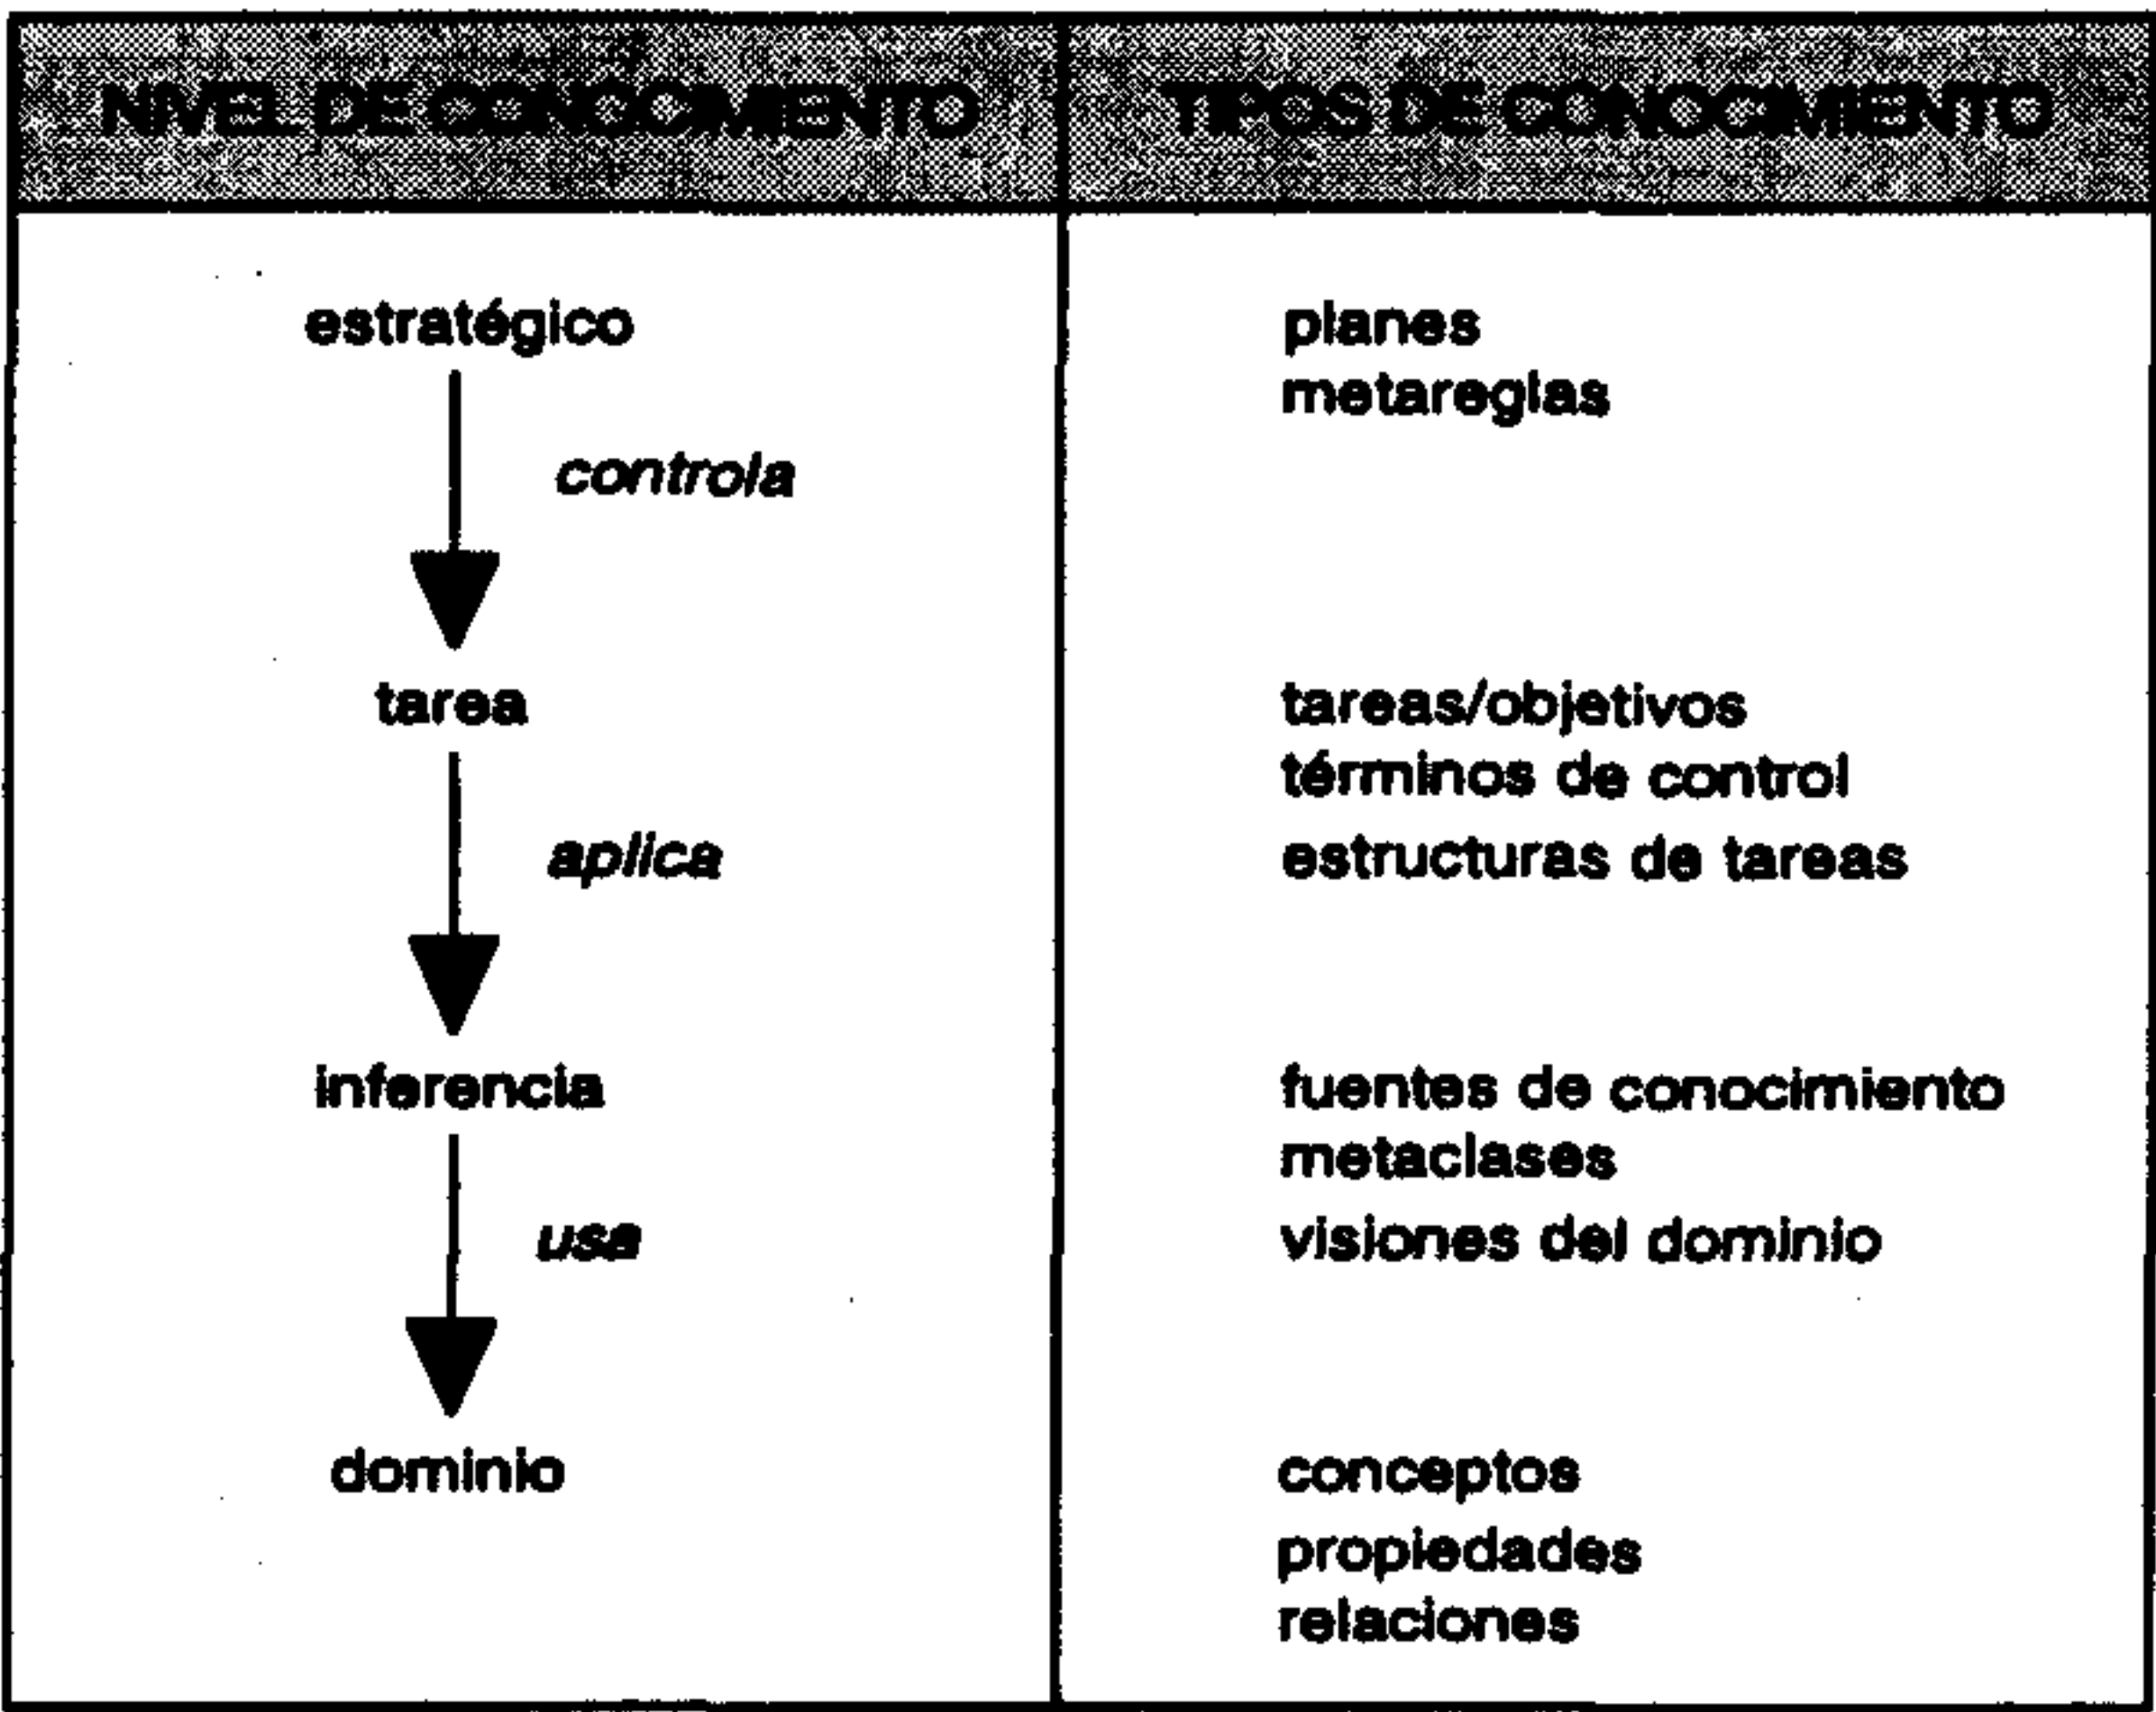 NIVEL DE CONOCIMIENTO
TIPOS DE CONOCIMIENTO
estratégico
planes
metareglas
controla
tarea
tareas/objetivos
términos de control
aplica
estructuras de tareas
inferencia
fuentes de conocimiento
metaclases
usa
visiones del dominio
dominio
conceptos
propiedades
relaciones